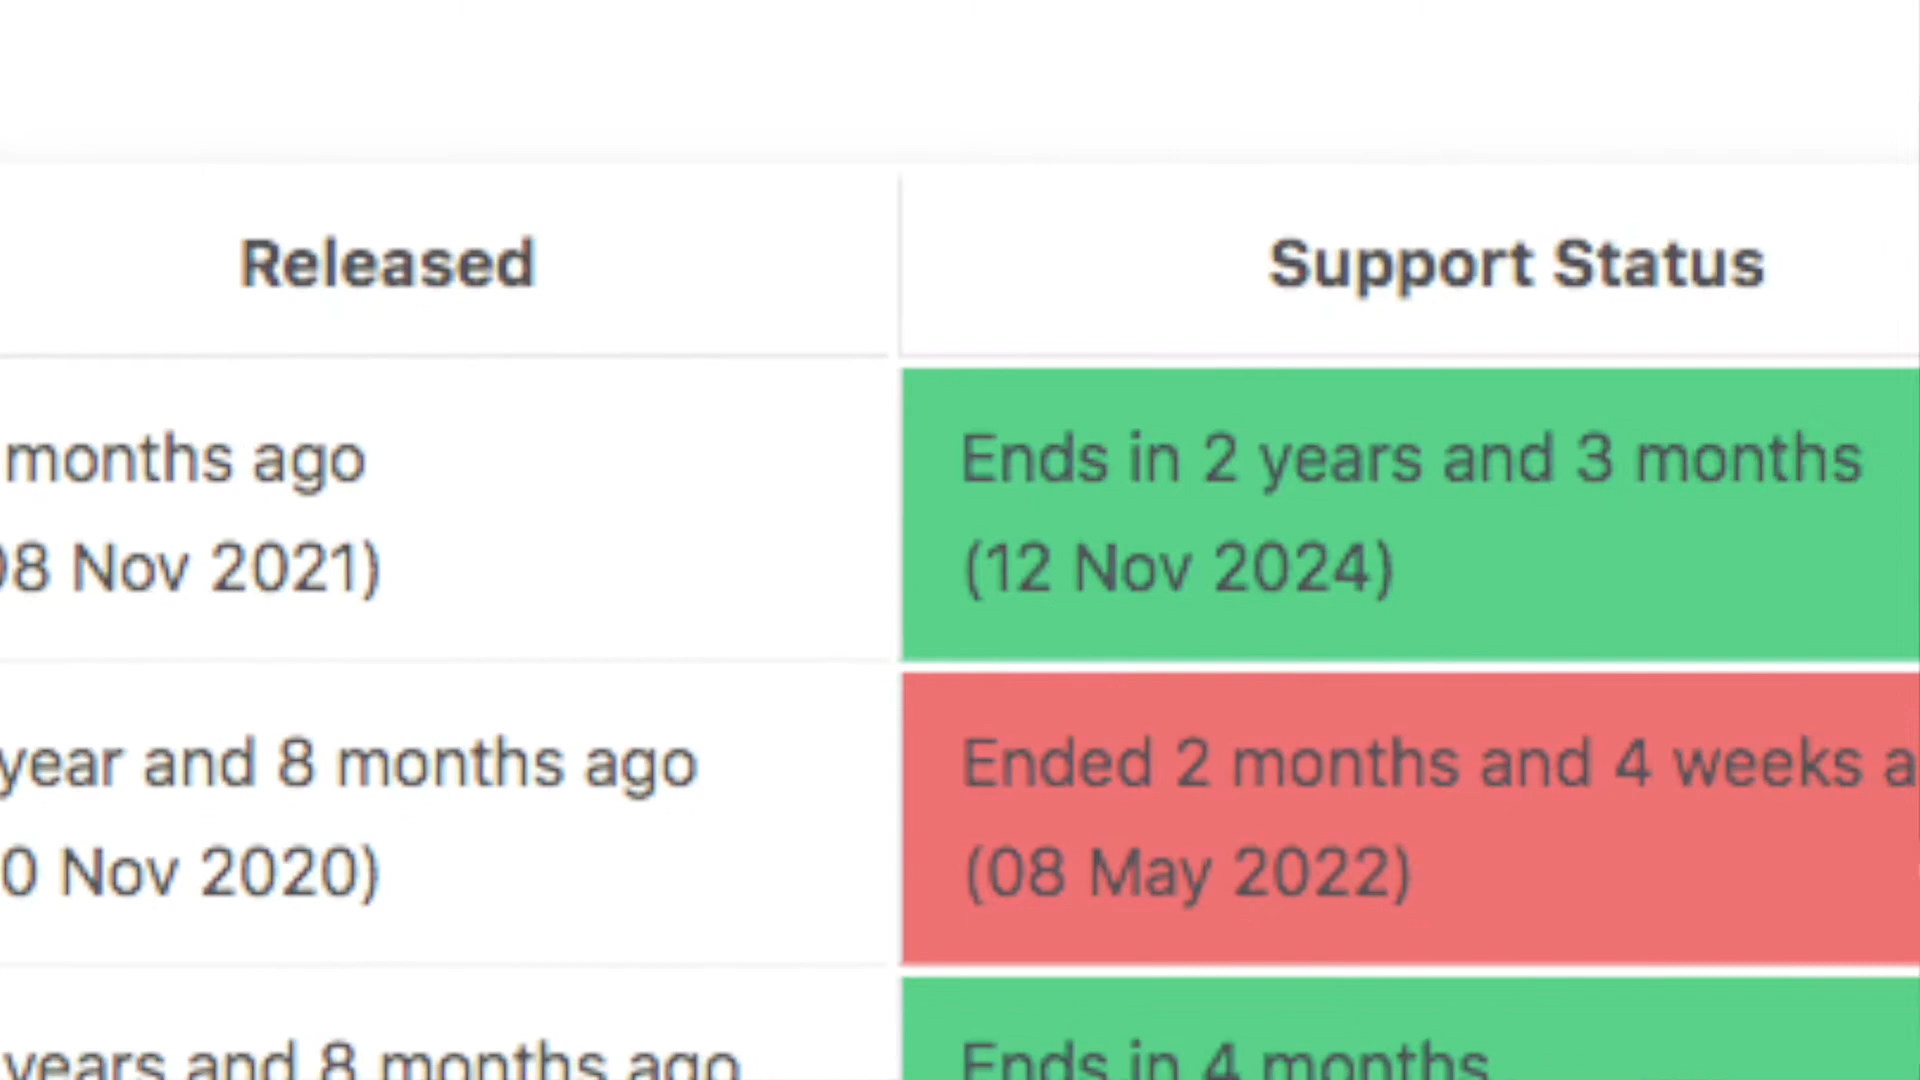 Released Support Status
months ago Ends in 2 years and 3 months
08 Nov 2021) (12 Nov 2024)
year and 8 months ago Ended 2 months and 4 weeks a
0 Nov 2020) (08 May 2022)
years and 8 months ago Ends in 4 months